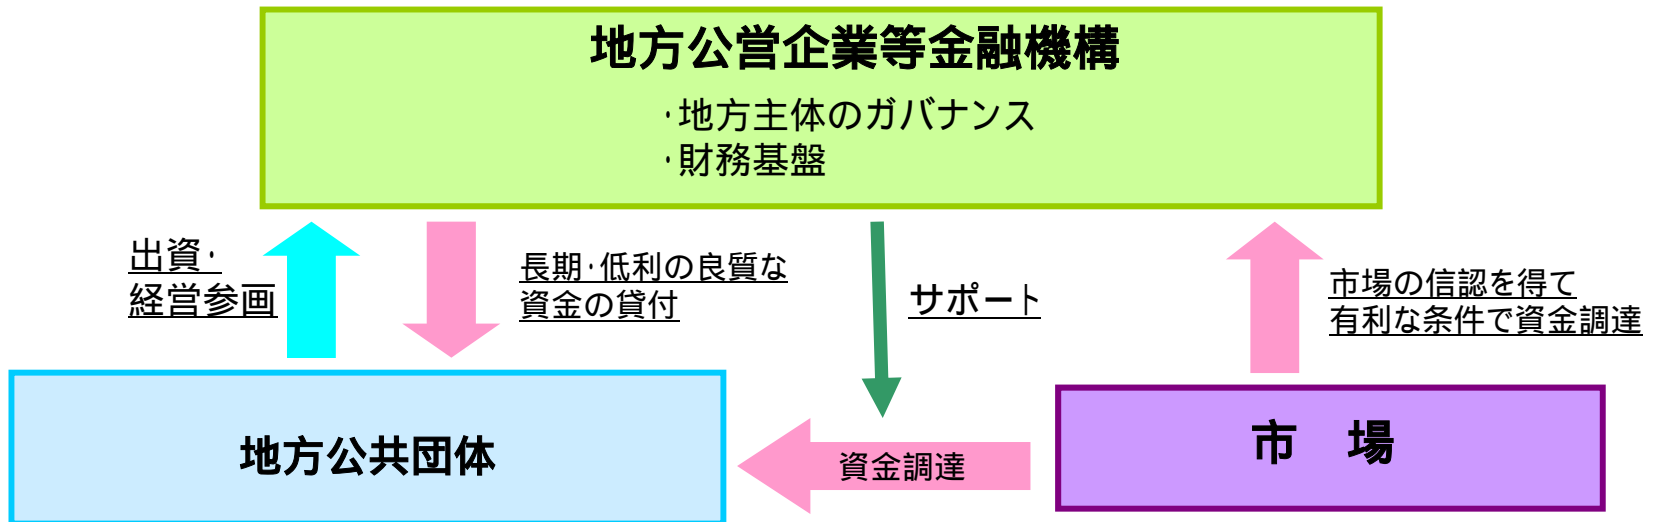 地方公営企業等金融機構
・地方主体のガバナンス
・財務基盤
出資・
経営参画
長期・低利の良質な
資金の貸付
サポート
市場の信認を得て
有利な条件で資金調達
地方公共団体
資金調達
市　場